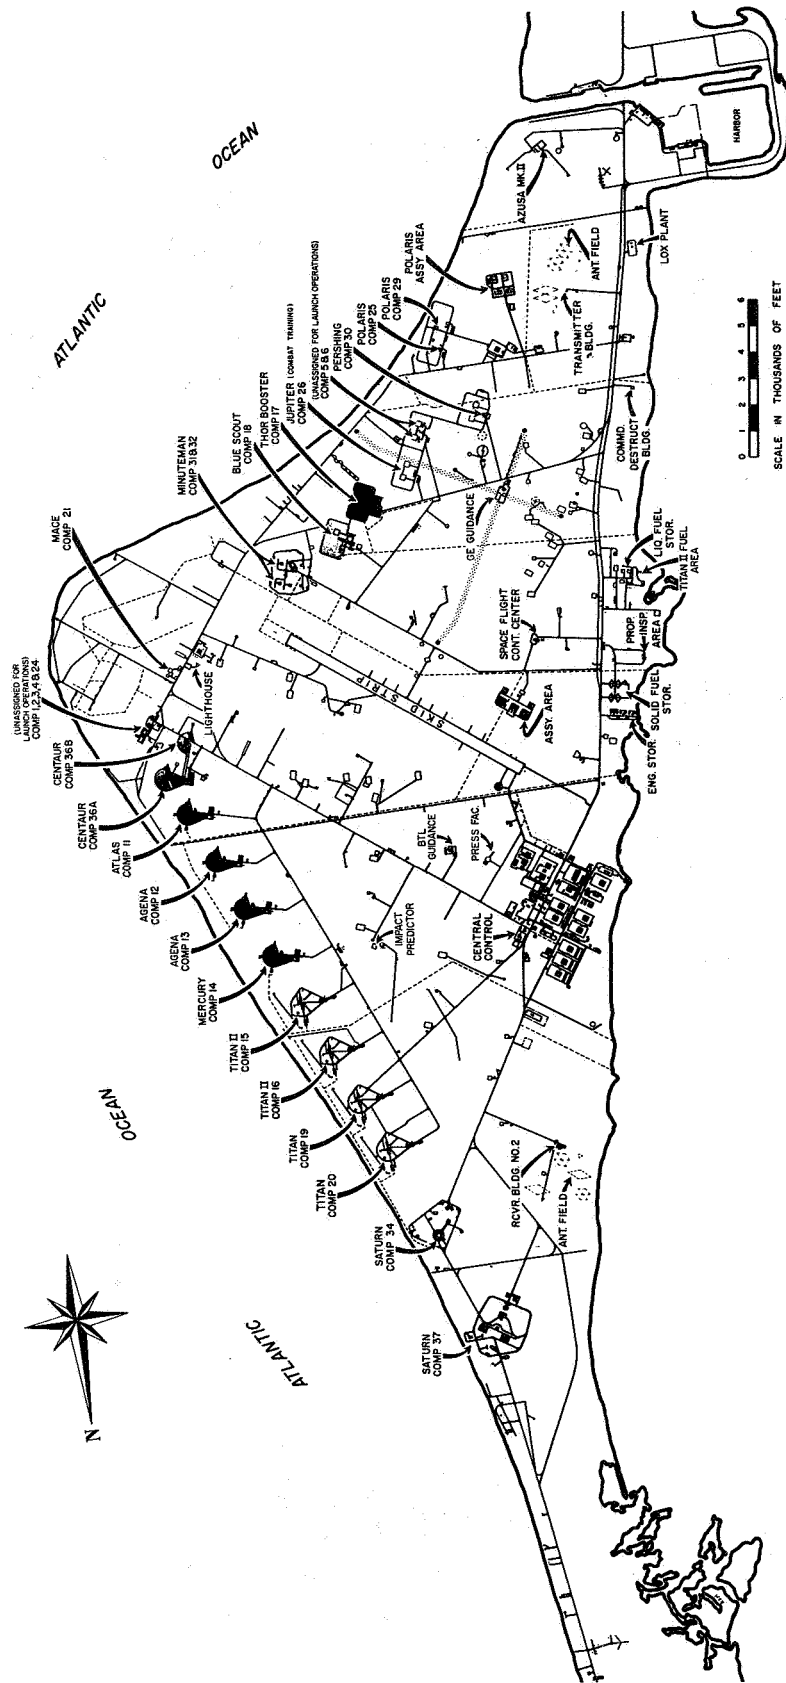 OCEAN
ATLANTIC
HARBOR
AZUSA MK.II
LOX PLANT
ANT. FIELD
TRANSMITTER
BLDG.
POLARIS
ASSY AREA
POLARIS
COMP 29
POLARIS
COMP 25
PERSHING
COMP 30
(UNASSIGNED FOR LAUNCH OPERATIONS)
COMP 5&6
JUPITER (COMBAT TRAINING)
COMP 26
THOR BOOSTER
COMP 17
BLUE SCOUT
COMP 18
MINUTEMAN
COMP 31&32
MACE
COMP 21
(UNASSIGNED FOR
LAUNCH OPERATIONS)
COMP 1,2,3,4&24
LIGHTHOUSE
CENTAUR
COMP 36B
CENTAUR
COMP 36A
ATLAS
COMP 11
AGENA
COMP 12
AGENA
COMP 13
MERCURY
COMP 14
TITAN II
COMP 15
TITAN II
COMP 16
TITAN
COMP 19
TITAN
COMP 20
SATURN
COMP 34
SATURN
COMP 37
COMMD.
DESTRUCT
BLDG.
0 1 2 3 4 5 6
SCALE IN THOUSANDS OF FEET
GE GUIDANCE
SPACE FLIGHT
CONT. CENTER
SKID STRIP
ASSY. AREA
LIQ. FUEL
STOR.
TITAN II FUEL
AREA
PROP.
INSP.
AREA
SOLID FUEL
STOR.
ENG. STOR.
BTL
GUIDANCE
PRESS FAC.
IMPACT
PREDICTOR
CENTRAL
CONTROL
RCVR. BLDG. NO.2
ANT. FIELD
OCEAN
ATLANTIC
N